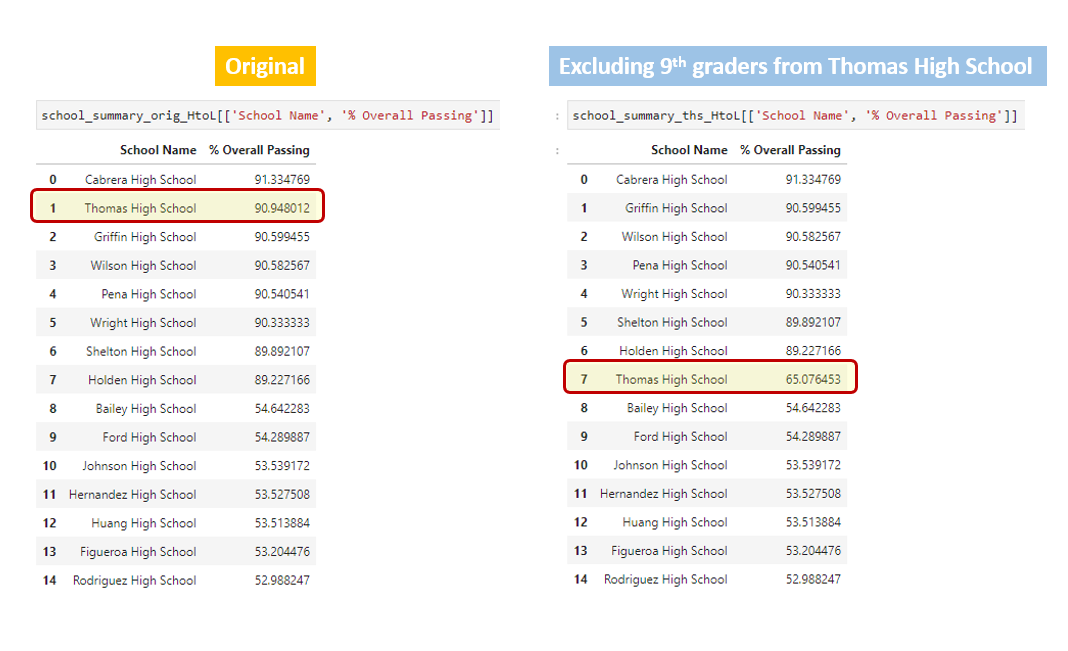 Original
school_summary_orig_HtoL[['School Name', '% Overall Passing']]
School Name % Overall Passing
0 Cabrera High School 91.334769
1 Thomas High School 90.948012
2 Griffin High School 90.599455
3 Wilson High School 90.582567
4 Pena High School 90.540541
5 Wright High School 90.333333
6 Shelton High School 89.892107
7 Holden High School 89.227166
8 Bailey High School 54.642283
9 Ford High School 54.289887
10 Johnson High School 53.539172
11 Hernandez High School 53.527508
12 Huang High School 53.513884
13 Figueroa High School 53.204476
14 Rodriguez High School 52.988247
Excluding 9th graders from Thomas High School
: school_summary_ths_HtoL[['School Name', '% Overall Passing']]
: School Name % Overall Passing
0 Cabrera High School 91.334769
1 Griffin High School 90.599455
2 Wilson High School 90.582567
3 Pena High School 90.540541
4 Wright High School 90.333333
5 Shelton High School 89.892107
6 Holden High School 89.227166
7 Thomas High School 65.076453
8 Bailey High School 54.642283
9 Ford High School 54.289887
10 Johnson High School 53.539172
11 Hernandez High School 53.527508
12 Huang High School 53.513884
13 Figueroa High School 53.204476
14 Rodriguez High School 52.988247